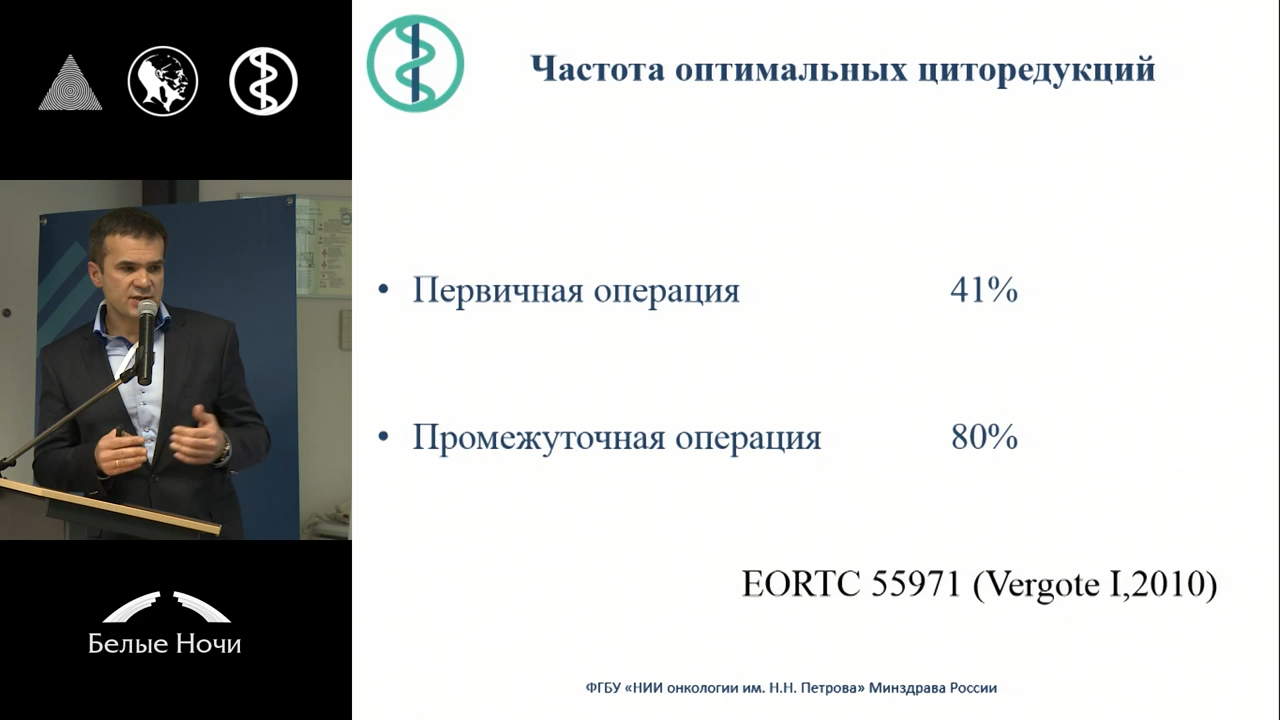 Частота оптимальных циторедукций
• Первичная операция 41%
• Промежуточная операция 80%
EORTC 55971 (Vergote I,2010)
ФГБУ «НИИ онкологии им. Н.Н. Петрова» Минздрава России
Белые Ночи